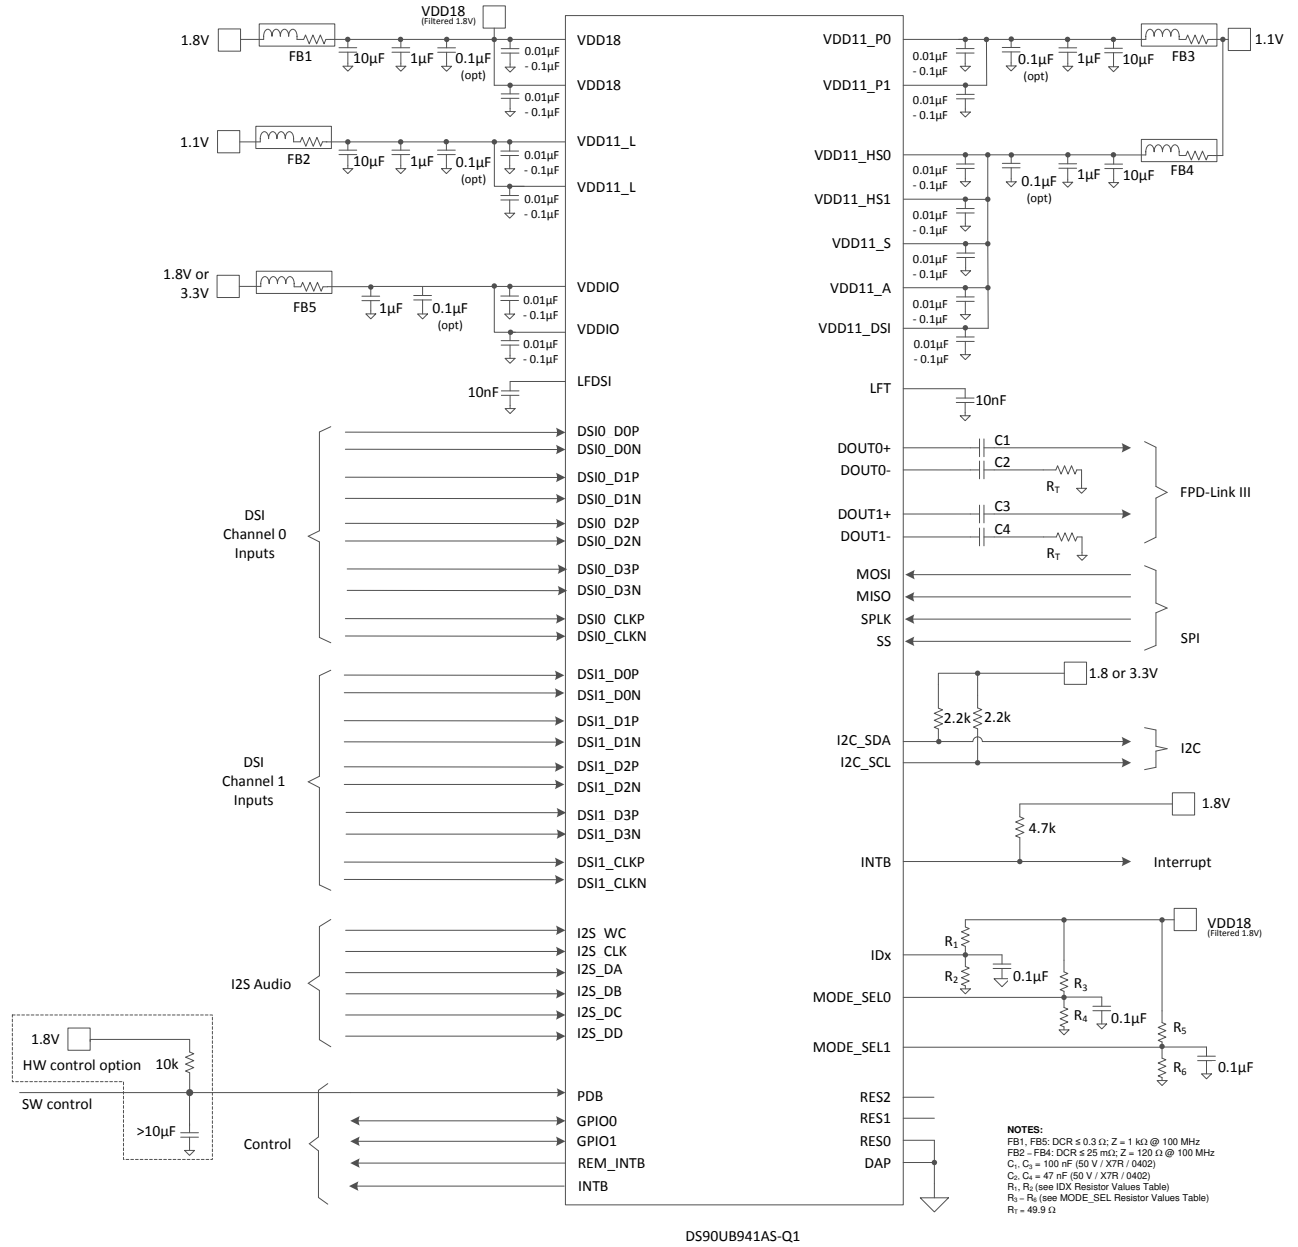 VDD18
(Filtered 1.8V)
1.8V
FB1
10µF
1µF
0.1µF
(opt)
0.01µF
- 0.1µF
0.01µF
- 0.1µF
VDD18
VDD18
1.1V
FB2
10µF
1µF
0.1µF
(opt)
0.01µF
- 0.1µF
0.01µF
- 0.1µF
VDD11_L
VDD11_L
1.8V or
3.3V
FB5
1µF
0.1µF
(opt)
0.01µF
- 0.1µF
0.01µF
- 0.1µF
VDDIO
VDDIO
10nF
LFDSI
DSI
Channel 0
Inputs
DSI0_D0P
DSI0_D0N
DSI0_D1P
DSI0_D1N
DSI0_D2P
DSI0_D2N
DSI0_D3P
DSI0_D3N
DSI0_CLKP
DSI0_CLKN
DSI
Channel 1
Inputs
DSI1_D0P
DSI1_D0N
DSI1_D1P
DSI1_D1N
DSI1_D2P
DSI1_D2N
DSI1_D3P
DSI1_D3N
DSI1_CLKP
DSI1_CLKN
I2S Audio
I2S_WC
I2S_CLK
I2S_DA
I2S_DB
I2S_DC
I2S_DD
1.8V
HW control option
10k
SW control
>10µF
Control
PDB
GPIO0
GPIO1
REM_INTB
INTB
VDD11_P0
VDD11_P1
0.01µF
- 0.1µF
0.01µF
- 0.1µF
0.1µF
(opt)
1µF
10µF
FB3
1.1V
VDD11_HS0
VDD11_HS1
VDD11_S
VDD11_A
VDD11_DSI
0.01µF
- 0.1µF
0.01µF
- 0.1µF
0.01µF
- 0.1µF
0.01µF
- 0.1µF
0.01µF
- 0.1µF
0.1µF
(opt)
1µF
10µF
FB4
LFT
10nF
DOUT0+
C1
DOUT0-
C2
RT
DOUT1+
C3
DOUT1-
C4
RT
FPD-Link III
MOSI
MISO
SPLK
SS
SPI
1.8 or 3.3V
2.2k
2.2k
I2C_SDA
I2C_SCL
I2C
1.8V
4.7k
INTB
Interrupt
VDD18
(Filtered 1.8V)
IDx
R1
R2
0.1µF
MODE_SEL0
R3
R4
0.1µF
MODE_SEL1
R5
R6
0.1µF
RES2
RES1
RES0
DAP
NOTES:
FB1, FB5: DCR ≤ 0.3 Ω; Z = 1 kΩ @ 100 MHz
FB2 – FB4: DCR ≤ 25 mΩ; Z = 120 Ω @ 100 MHz
C1, C3 = 100 nF (50 V / X7R / 0402)
C2, C4 = 47 nF (50 V / X7R / 0402)
R1, R2 (see IDX Resistor Values Table)
R3 – R6 (see MODE_SEL Resistor Values Table)
RT = 49.9 Ω
DS90UB941AS-Q1